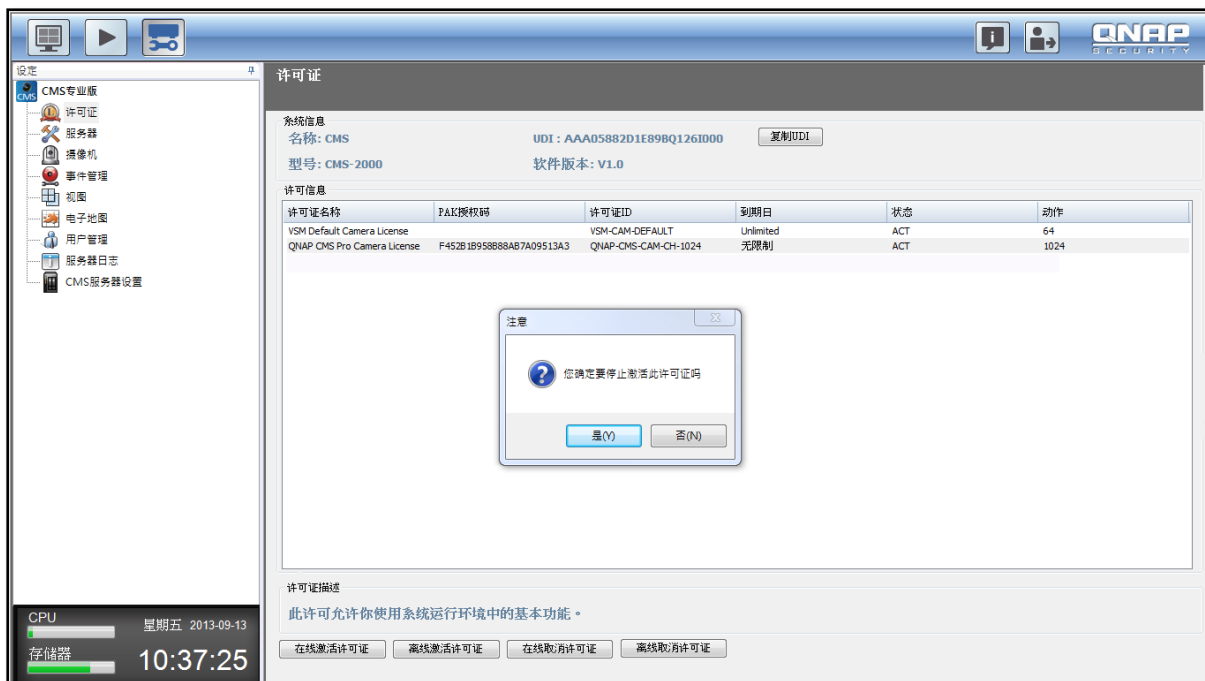 QNAP
SECURITY
设定
CMS专业版
许可证
服务器
摄像机
事件管理
视图
电子地图
用户管理
服务器日志
CMS服务器设置
CPU
星期五 2013-09-13
存储器
10:37:25
许可证
系统信息
名称: CMS
UDI : AAA05882D1E89BQ126I000
复制UDI
型号: CMS-2000
软件版本: V1.0
许可信息
许可证名称 PAK授权码 许可证ID 到期日 状态 动作
VSM Default Camera License VSM-CAM-DEFAULT Unlimited ACT 64
QNAP CMS Pro Camera License F452B1B958B88AB7A09513A3 QNAP-CMS-CAM-CH-1024 无限制 ACT 1024
注意
您确定要停止激活此许可证吗
是(Y) 否(N)
许可证描述
此许可允许你使用系统运行环境中的基本功能。
在线激活许可证 离线激活许可证 在线取消许可证 离线取消许可证